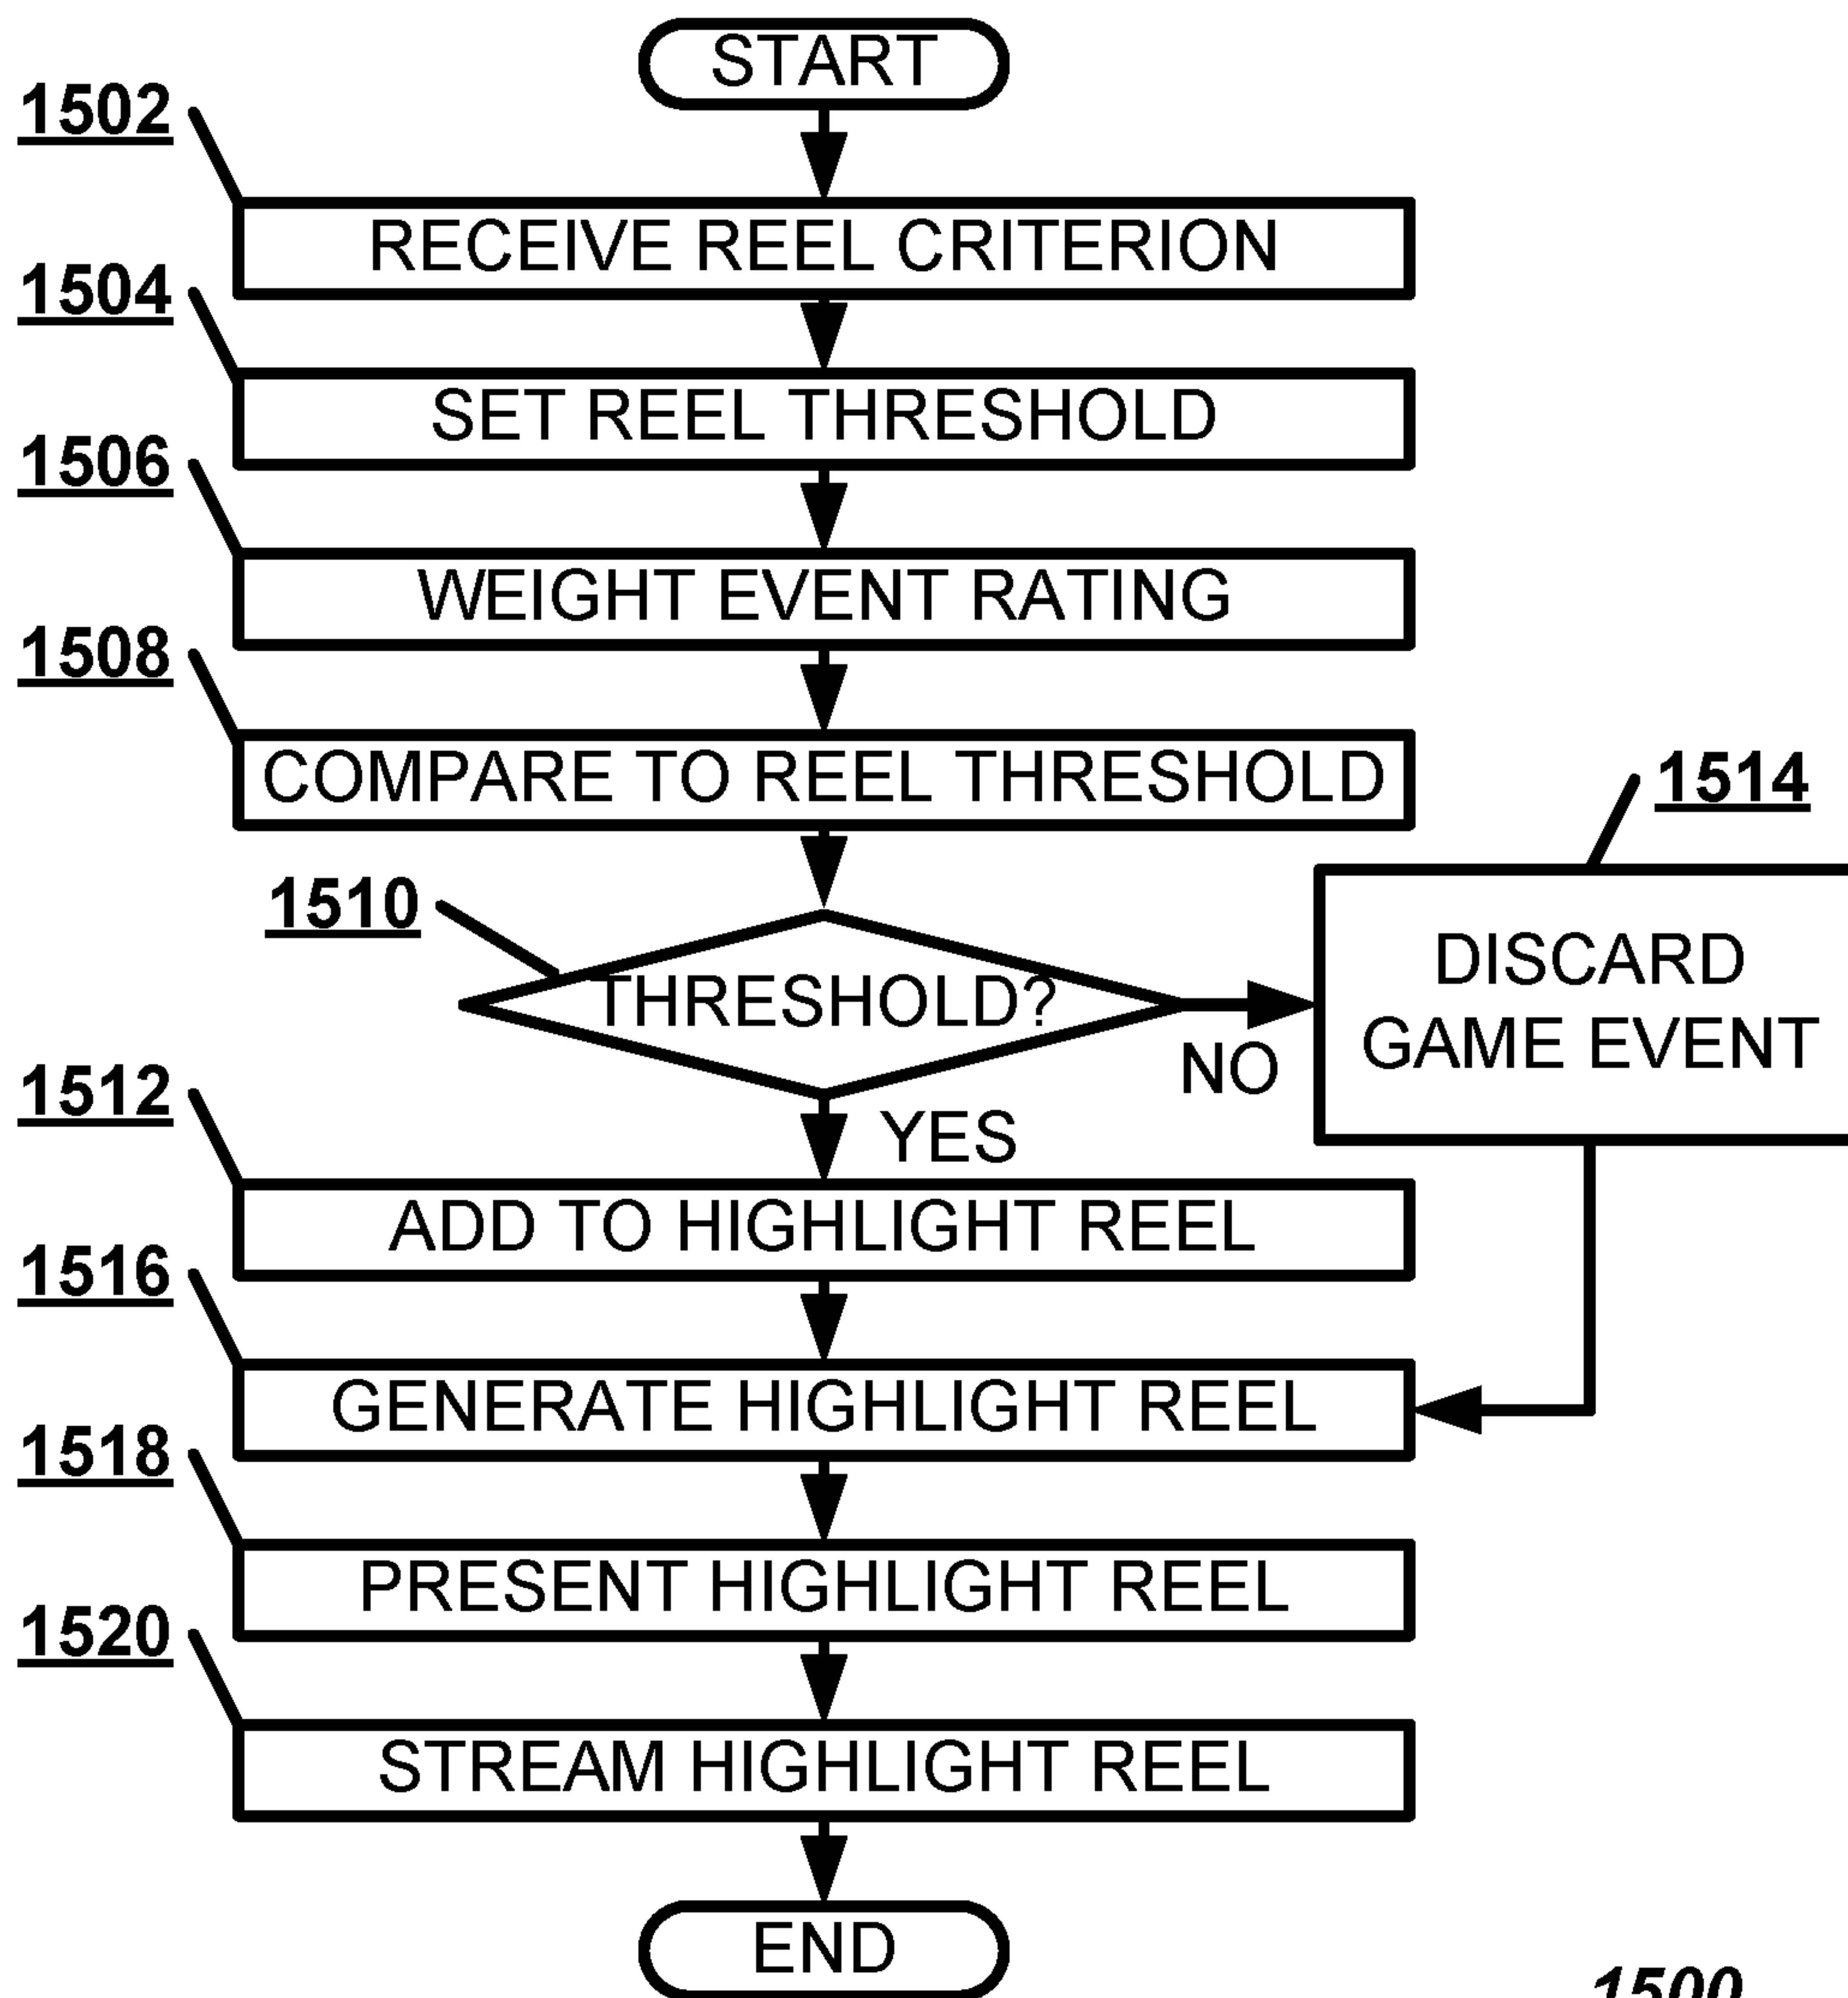 START
1502
RECEIVE REEL CRITERION
1504
SET REEL THRESHOLD
1506
WEIGHT EVENT RATING
1508
COMPARE TO REEL THRESHOLD
1514
1510
THRESHOLD?
DISCARD
GAME EVENT
NO
1512
YES
ADD TO HIGHLIGHT REEL
1516
GENERATE HIGHLIGHT REEL
1518
PRESENT HIGHLIGHT REEL
1520
STREAM HIGHLIGHT REEL
END
1500